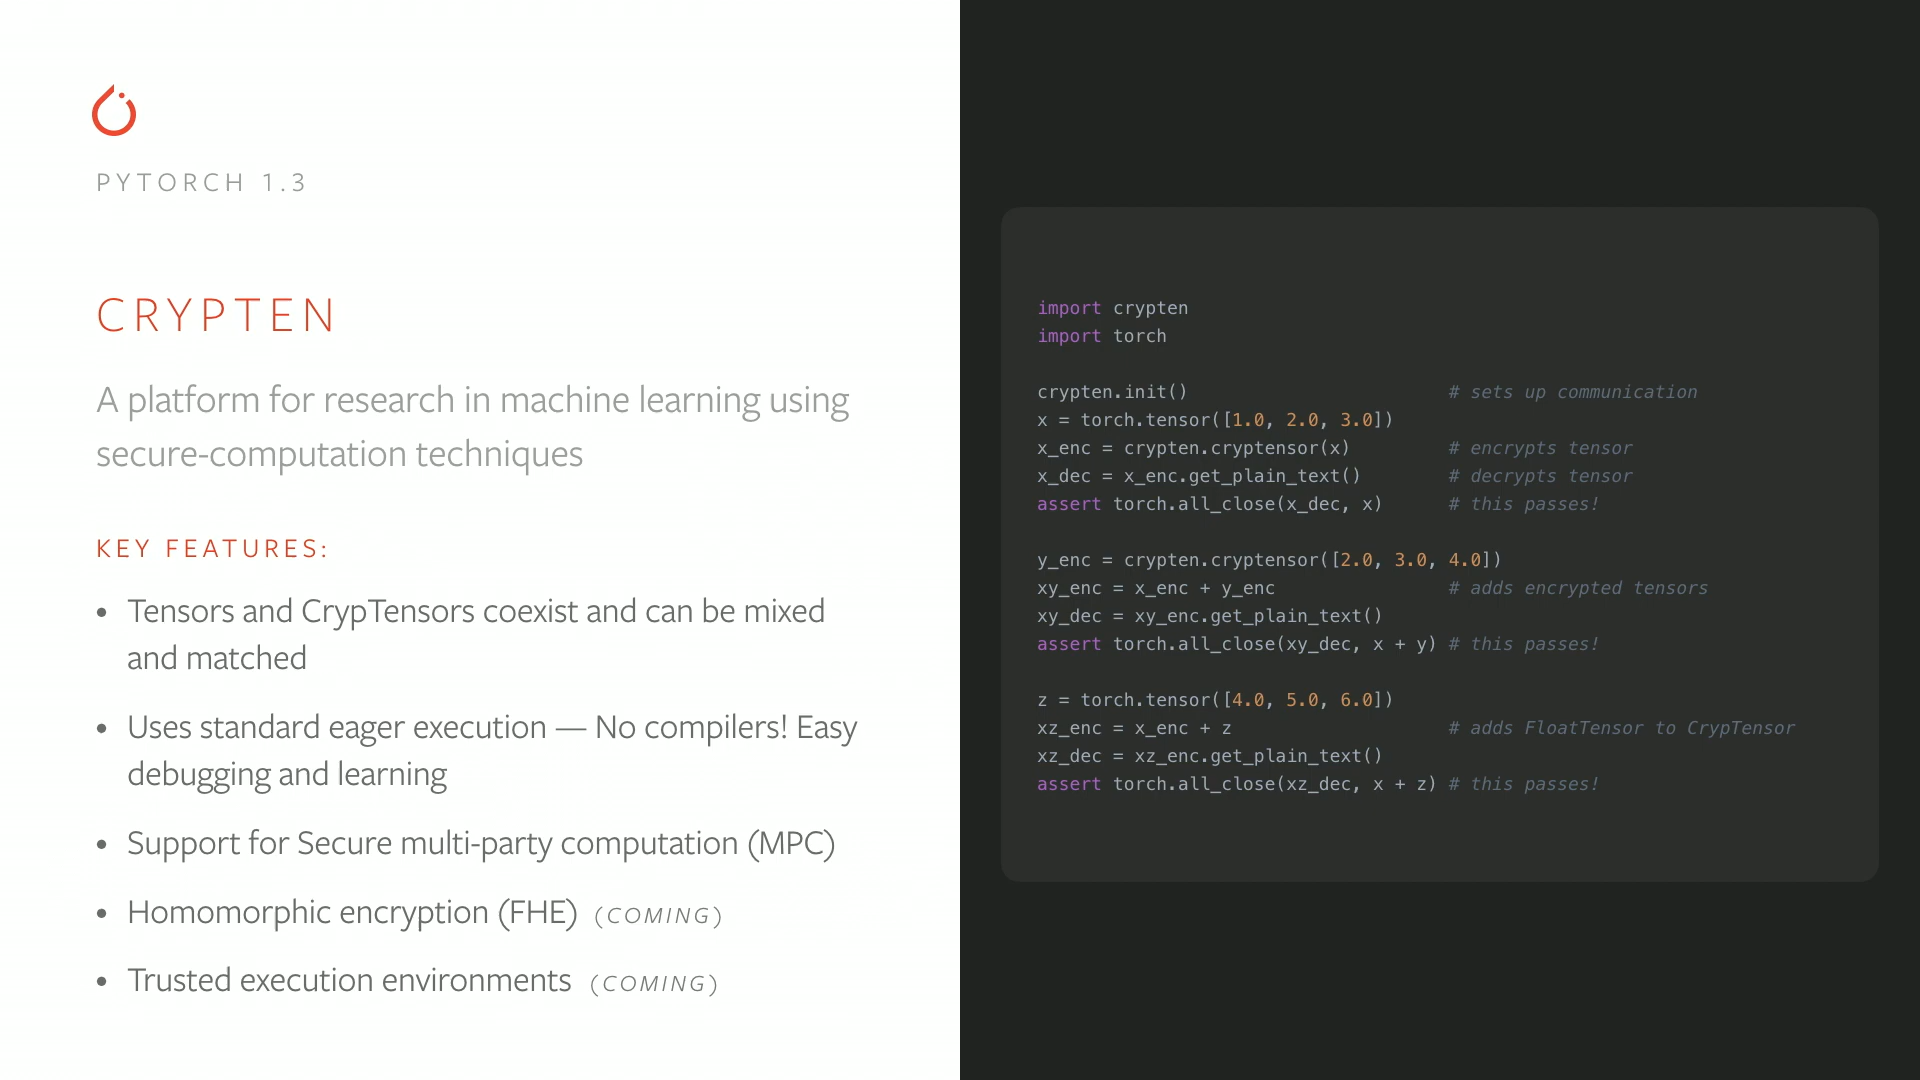 PYTORCH 1.3
CRYPTEN
A platform for research in machine learning using
secure-computation techniques
KEY FEATURES:
• Tensors and CrypTensors coexist and can be mixed
and matched
• Uses standard eager execution — No compilers! Easy
debugging and learning
• Support for Secure multi-party computation (MPC)
• Homomorphic encryption (FHE) (COMING)
• Trusted execution environments (COMING)
import crypten
import torch
crypten.init() # sets up communication
x = torch.tensor([1.0, 2.0, 3.0])
x_enc = crypten.cryptensor(x) # encrypts tensor
x_dec = x_enc.get_plain_text() # decrypts tensor
assert torch.all_close(x_dec, x) # this passes!
y_enc = crypten.cryptensor([2.0, 3.0, 4.0])
xy_enc = x_enc + y_enc # adds encrypted tensors
xy_dec = xy_enc.get_plain_text()
assert torch.all_close(xy_dec, x + y) # this passes!
z = torch.tensor([4.0, 5.0, 6.0])
xz_enc = x_enc + z # adds FloatTensor to CrypTensor
xz_dec = xz_enc.get_plain_text()
assert torch.all_close(xz_dec, x + z) # this passes!